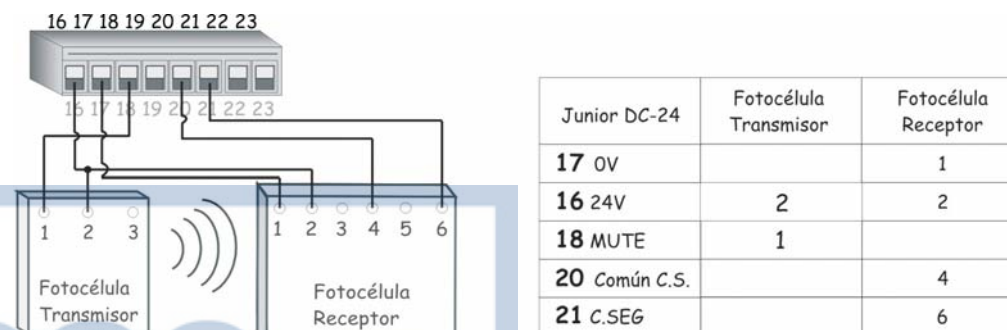 16 17 18 19 20 21 22 23
16 17 18 19 20 21 22 23
1 2 3
1 2 3 4 5 6
Fotocélula
Transmisor
Fotocélula
Receptor
Junior DC-24 Fotocélula Transmisor Fotocélula Receptor
17 0V 1
16 24V 2 2
18 MUTE 1
20 Común C.S. 4
21 C.SEG 6